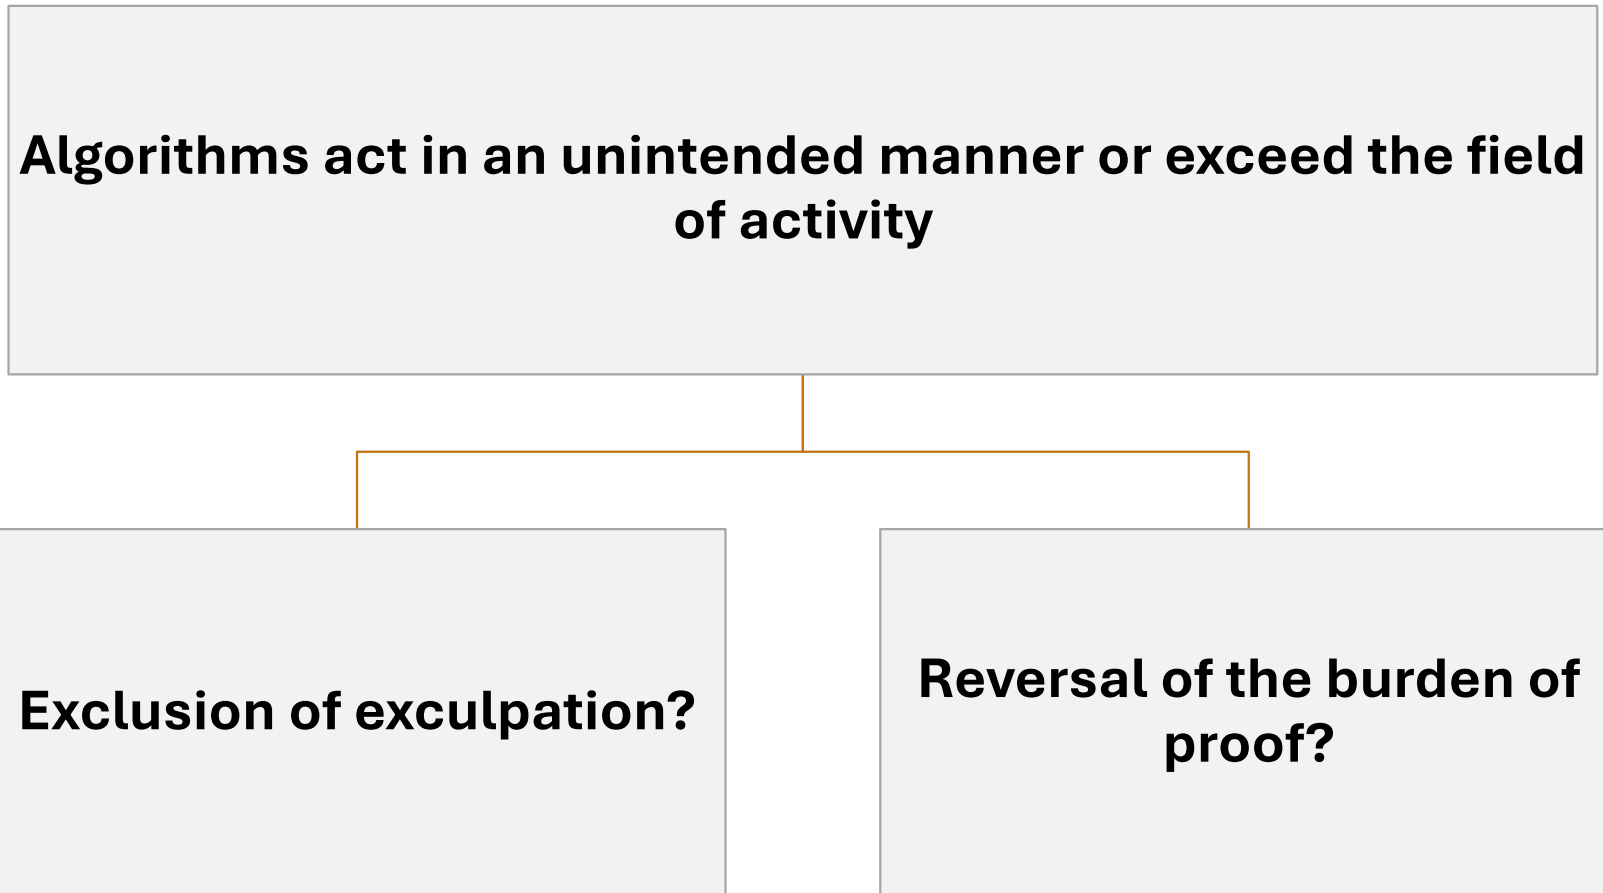 Algorithms act in an unintended manner or exceed the field
of activity
Exclusion of exculpation?
Reversal of the burden of
proof?